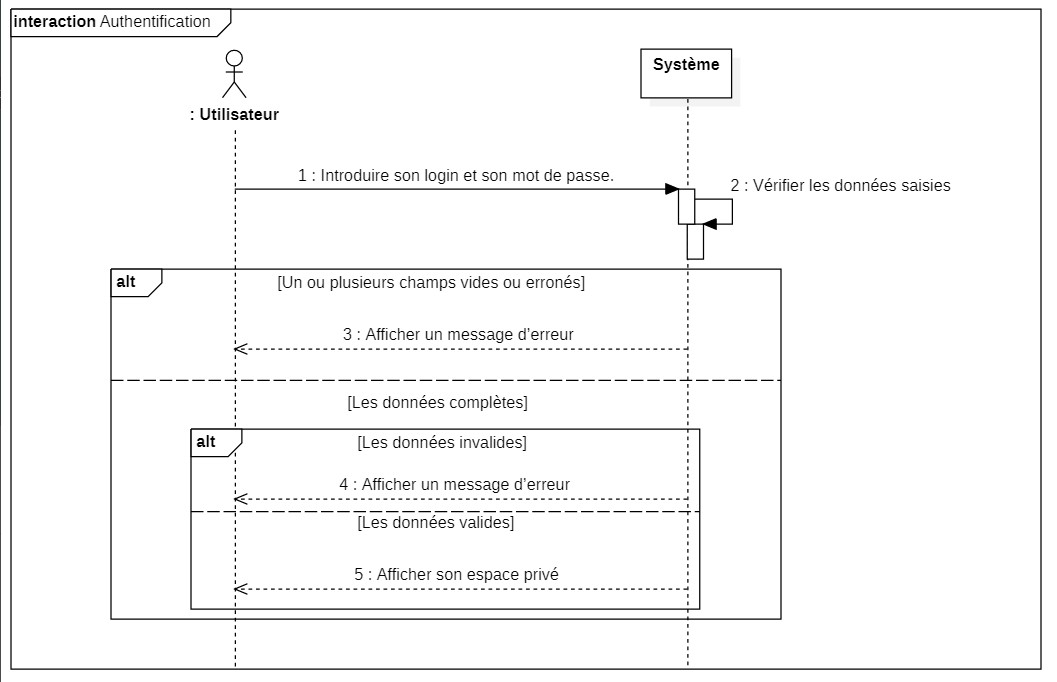 interaction Authentification
Système
: Utilisateur
1 : Introduire son login et son mot de passe.
2 : Vérifier les données saisies
alt
[Un ou plusieurs champs vides ou erronés]
3 : Afficher un message d’erreur
[Les données complètes]
alt
[Les données invalides]
4 : Afficher un message d’erreur
[Les données valides]
5 : Afficher son espace privé